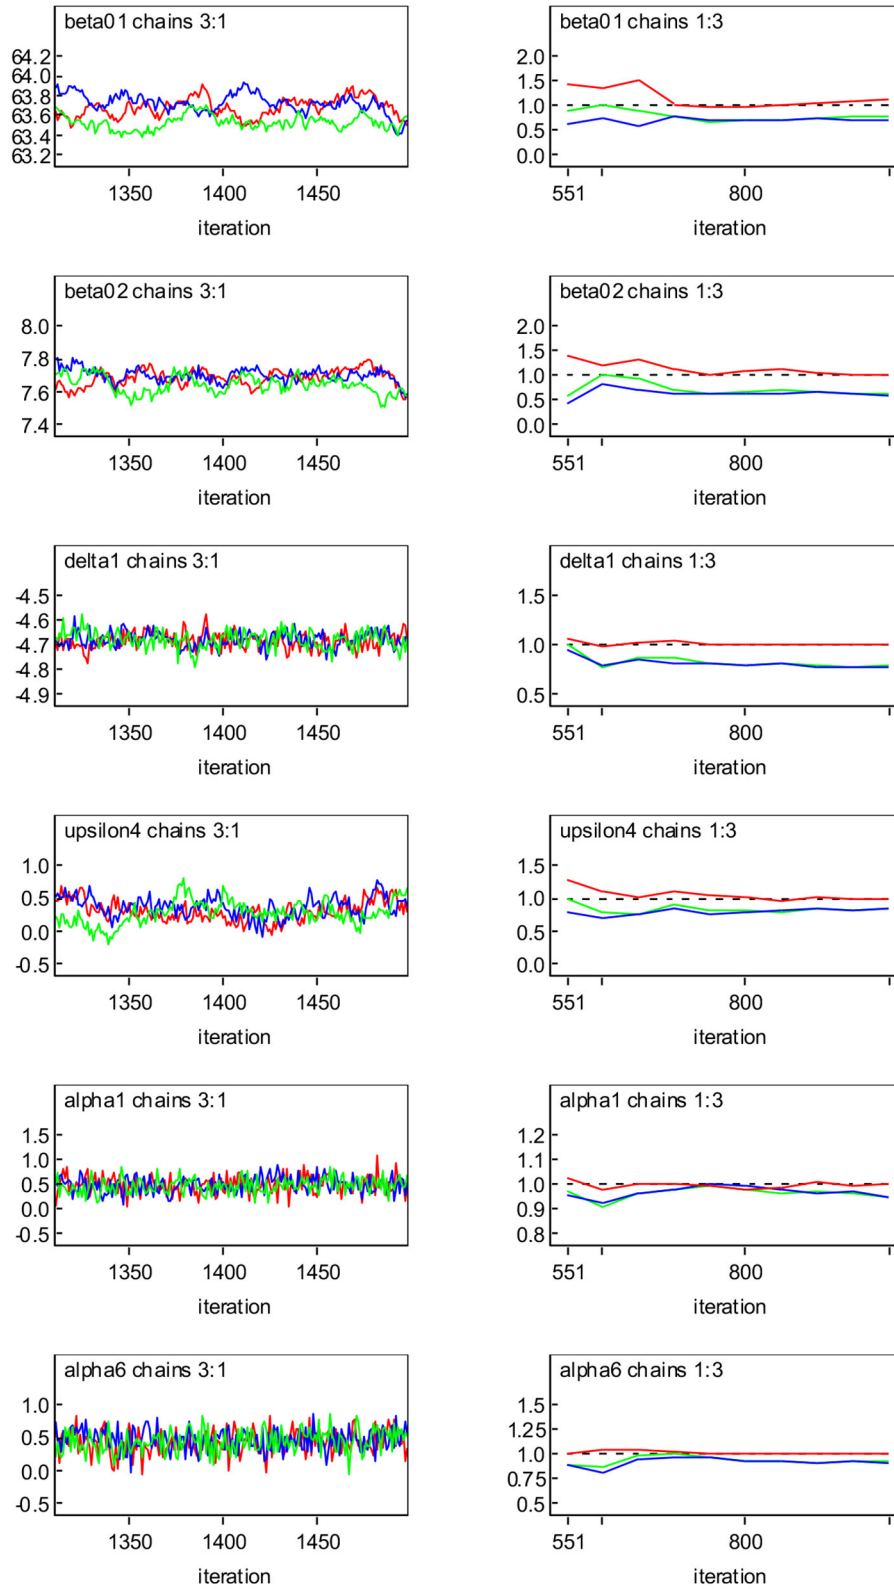 beta01 chains 3:1
64.2
64.0
63.8
63.6
63.4
63.2
1350 1400 1450
iteration
beta01 chains 1:3
2.0
1.5
1.0
0.5
0.0
551 800
iteration
beta02 chains 3:1
8.0
7.8
7.6
7.4
1350 1400 1450
iteration
beta02 chains 1:3
2.0
1.5
1.0
0.5
0.0
551 800
iteration
delta1 chains 3:1
-4.5
-4.6
-4.7
-4.8
-4.9
1350 1400 1450
iteration
delta1 chains 1:3
1.5
1.0
0.5
551 800
iteration
upsilon4 chains 3:1
1.0
0.5
0.0
-0.5
1350 1400 1450
iteration
upsilon4 chains 1:3
1.5
1.0
0.5
0.0
551 800
iteration
alpha1 chains 3:1
1.5
1.0
0.5
0.0
-0.5
1350 1400 1450
iteration
alpha1 chains 1:3
1.2
1.1
1.0
0.9
0.8
551 800
iteration
alpha6 chains 3:1
1.0
0.5
0.0
-0.5
1350 1400 1450
iteration
alpha6 chains 1:3
1.5
1.25
1.0
0.75
0.5
551 800
iteration